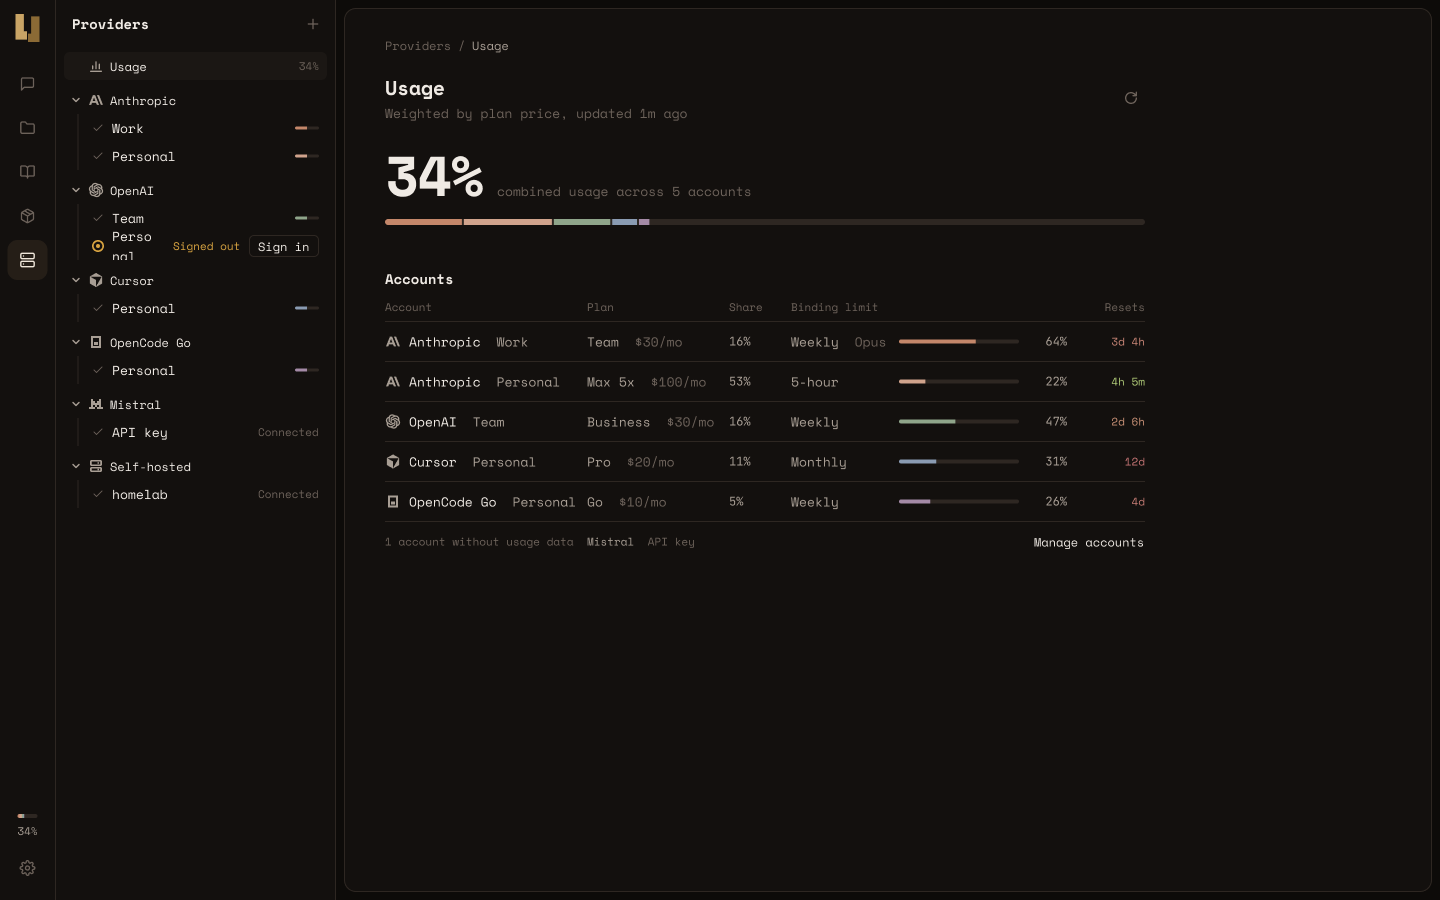 Providers
Usage 34%
Anthropic
Work
Personal
OpenAI
Team
Perso
nal
Signed out Sign in
Cursor
Personal
OpenCode Go
Personal
Mistral
API key Connected
Self-hosted
homelab Connected
34%
Providers / Usage
Usage
Weighted by plan price, updated 1m ago
34% combined usage across 5 accounts
Accounts
Account Plan Share Binding limit Resets
Anthropic Work Team $30/mo 16% Weekly Opus 64% 3d 4h
Anthropic Personal Max 5x $100/mo 53% 5-hour 22% 4h 5m
OpenAI Team Business $30/mo 16% Weekly 47% 2d 6h
Cursor Personal Pro $20/mo 11% Monthly 31% 12d
OpenCode Go Personal Go $10/mo 5% Weekly 26% 4d
1 account without usage data Mistral API key Manage accounts